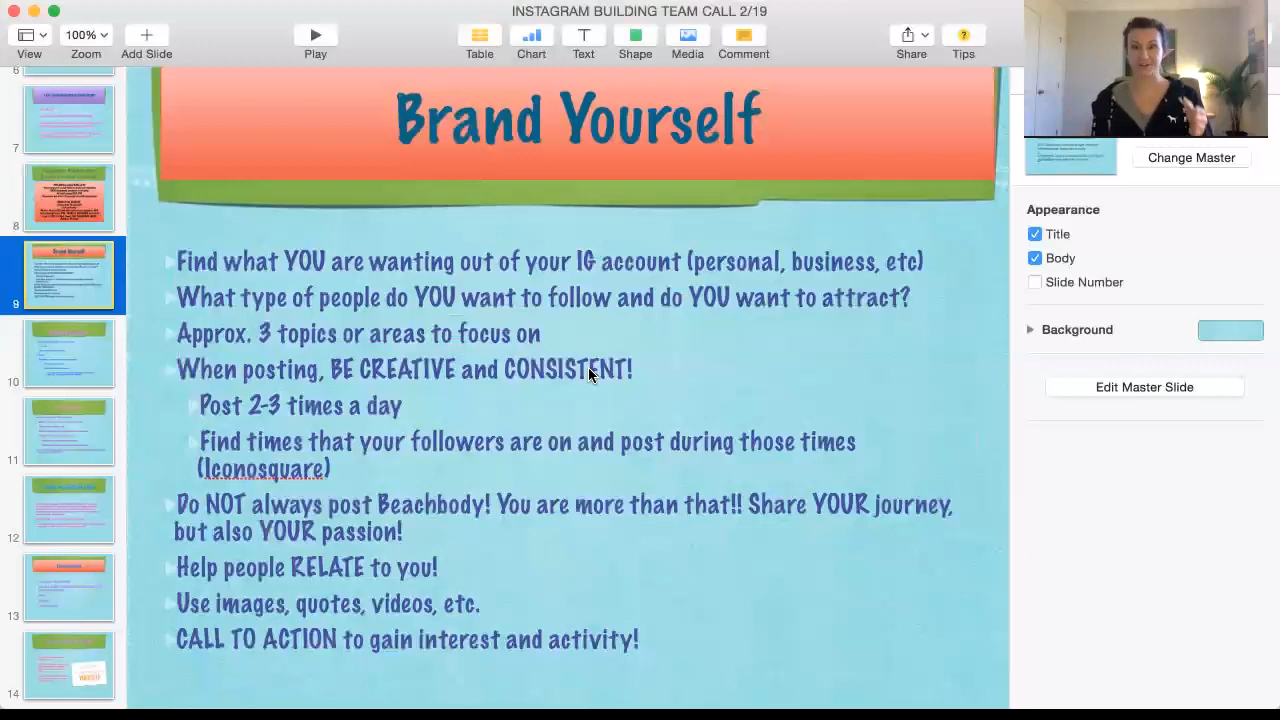 INSTAGRAM BUILDING TEAM CALL 2/19
100%
View
Zoom
Add Slide
Play
Table
Chart
Text
Shape
Media
Comment
Share
Tips
6
7
8
9
10
11
12
13
14
Brand Yourself
Find what YOU are wanting out of your IG account (personal, business, etc)
What type of people do YOU want to follow and do YOU want to attract?
Approx. 3 topics or areas to focus on
When posting, BE CREATIVE and CONSISTENT!
Post 2-3 times a day
Find times that your followers are on and post during those times
(Iconosquare)
Do NOT always post Beachbody! You are more than that!! Share YOUR journey,
but also YOUR passion!
Help people RELATE to you!
Use images, quotes, videos, etc.
CALL TO ACTION to gain interest and activity!
Change Master
Appearance
Title
Body
Slide Number
Background
Edit Master Slide